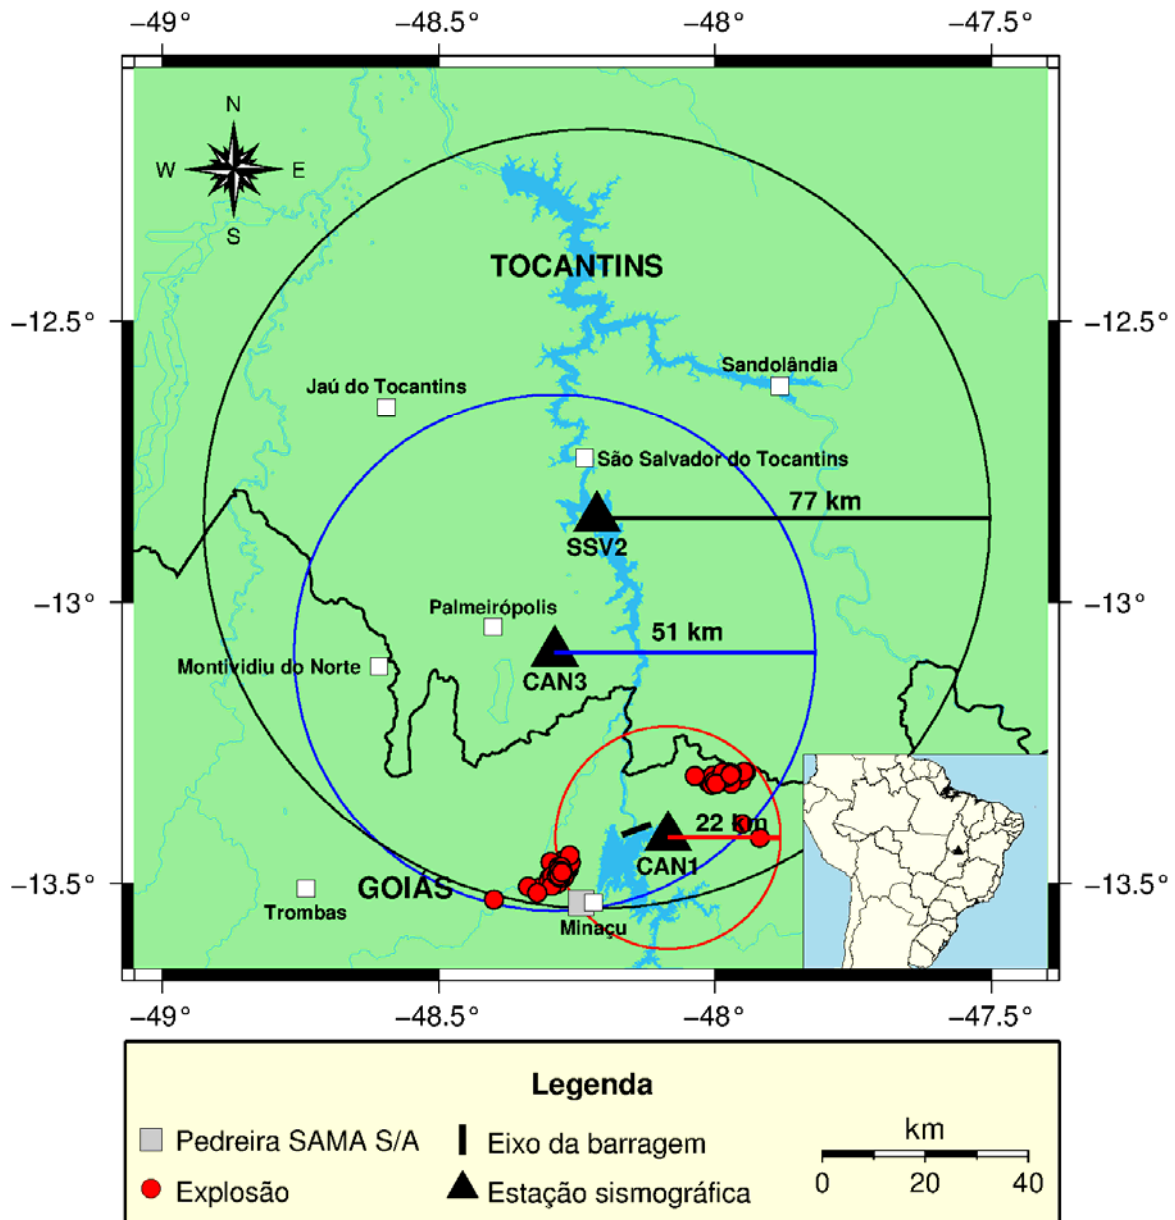 −49° −48.5° −48° −47.5°
N
W E
S
TOCANTINS
−12.5° −12.5°
Sandolândia
Jaú do Tocantins
São Salvador do Tocantins
77 km
SSV2
−13° −13°
Palmeirópolis
51 km
Montividiu do Norte
CAN3
22 km
CAN1
−13.5° −13.5°
GOIÁS
Trombas
Minaçu
−49° −48.5° −48° −47.5°
Legenda
Pedreira SAMA S/A
Eixo da barragem
km
0 20 40
Explosão
Estação sismográfica